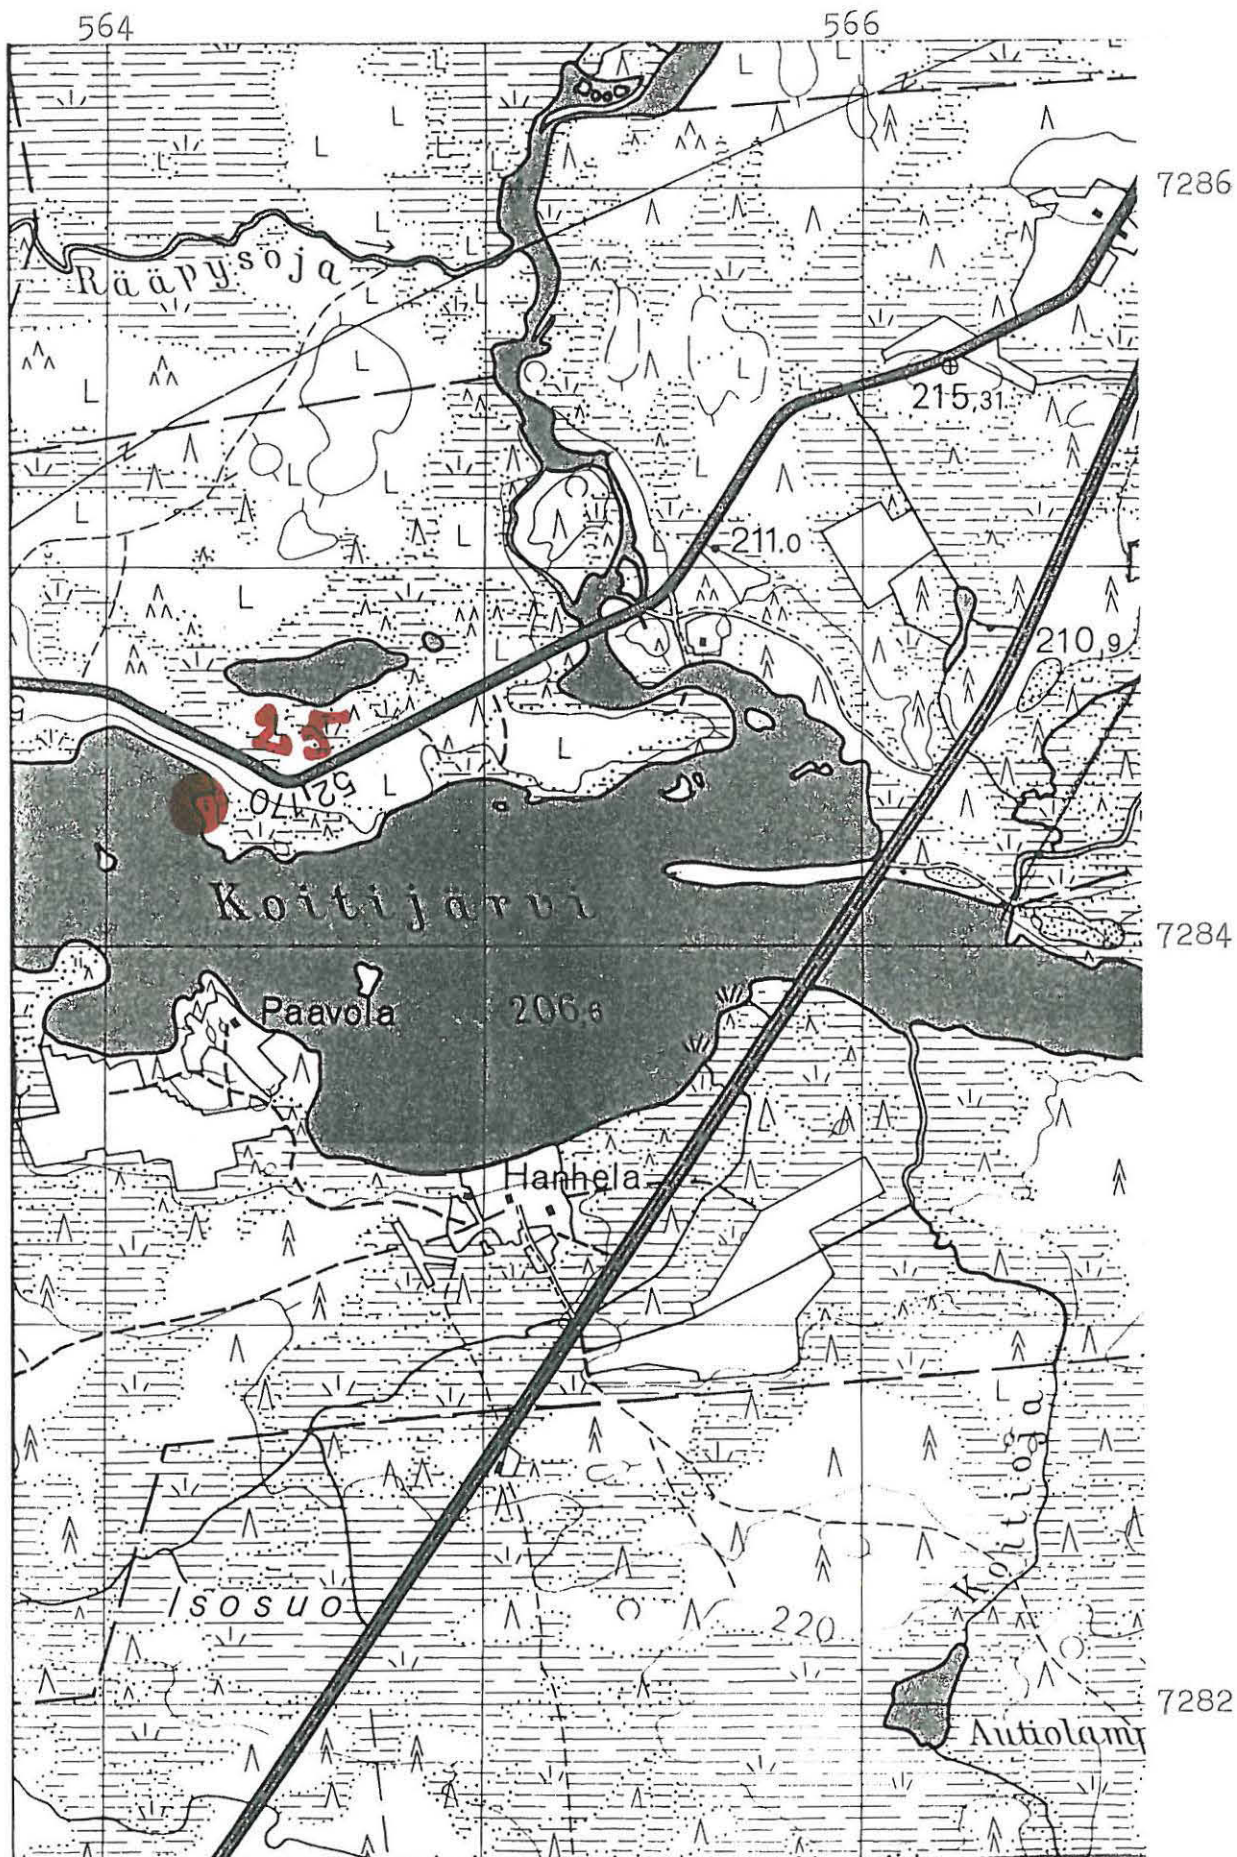 564
566
7286
Rääpysoja
215,31
211.0
210,9
25
52170
Koitijärvi
7284
Paavola
206,6
Hanhela
Koitioja
Isosuo
220
7282
Autiolamp